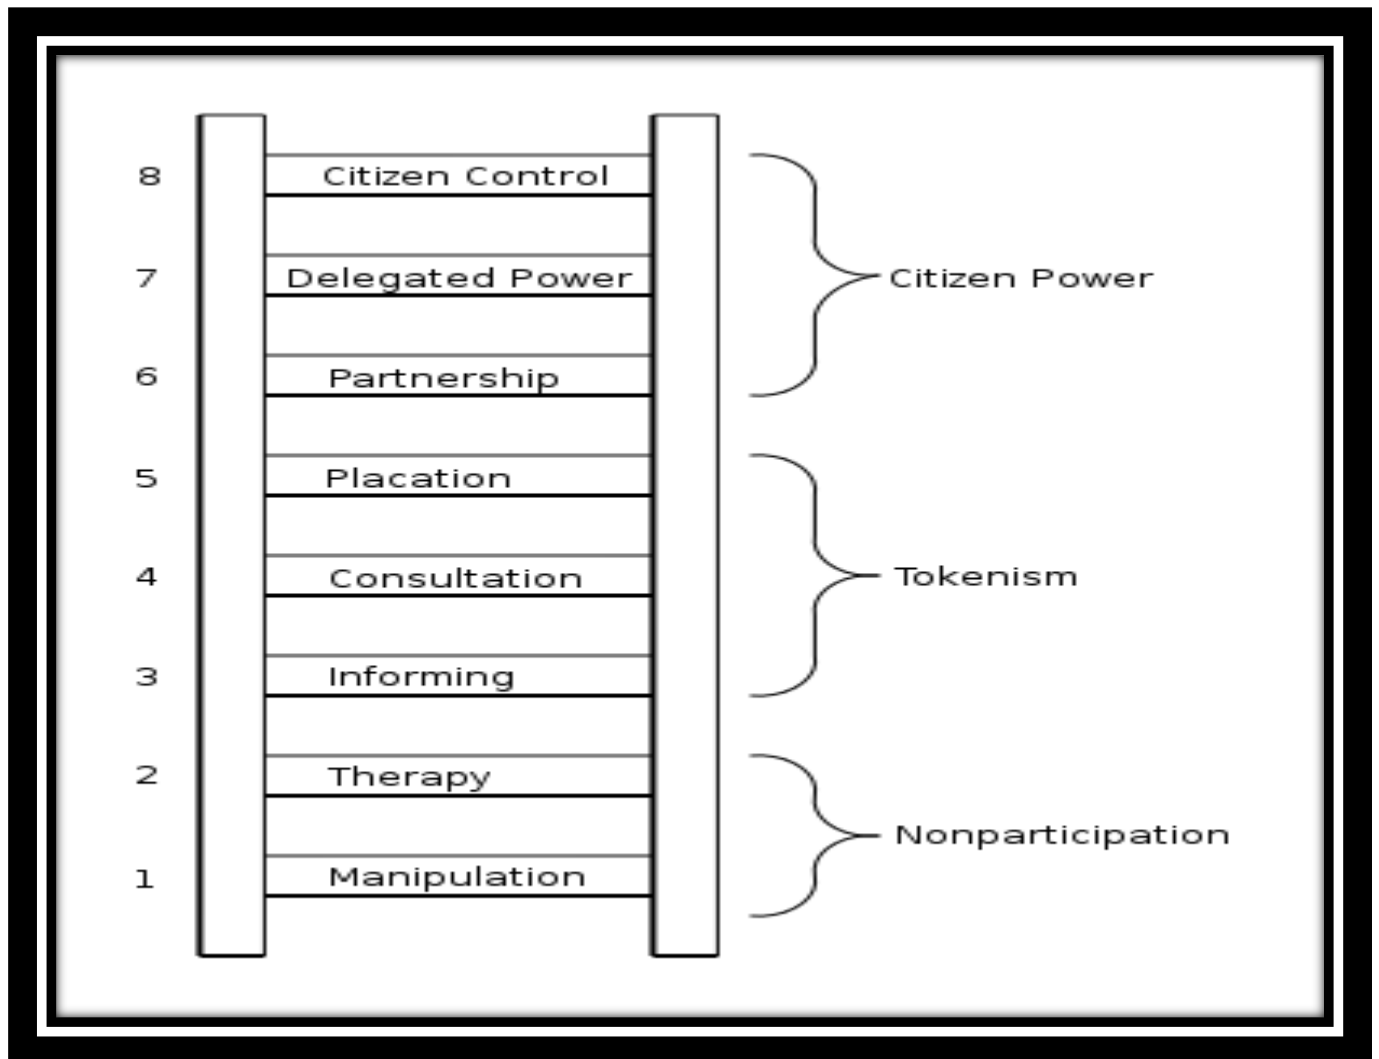 8 Citizen Control
7 Delegated Power Citizen Power
6 Partnership
5 Placation
4 Consultation Tokenism
3 Informing
2 Therapy
Nonparticipation
1 Manipulation